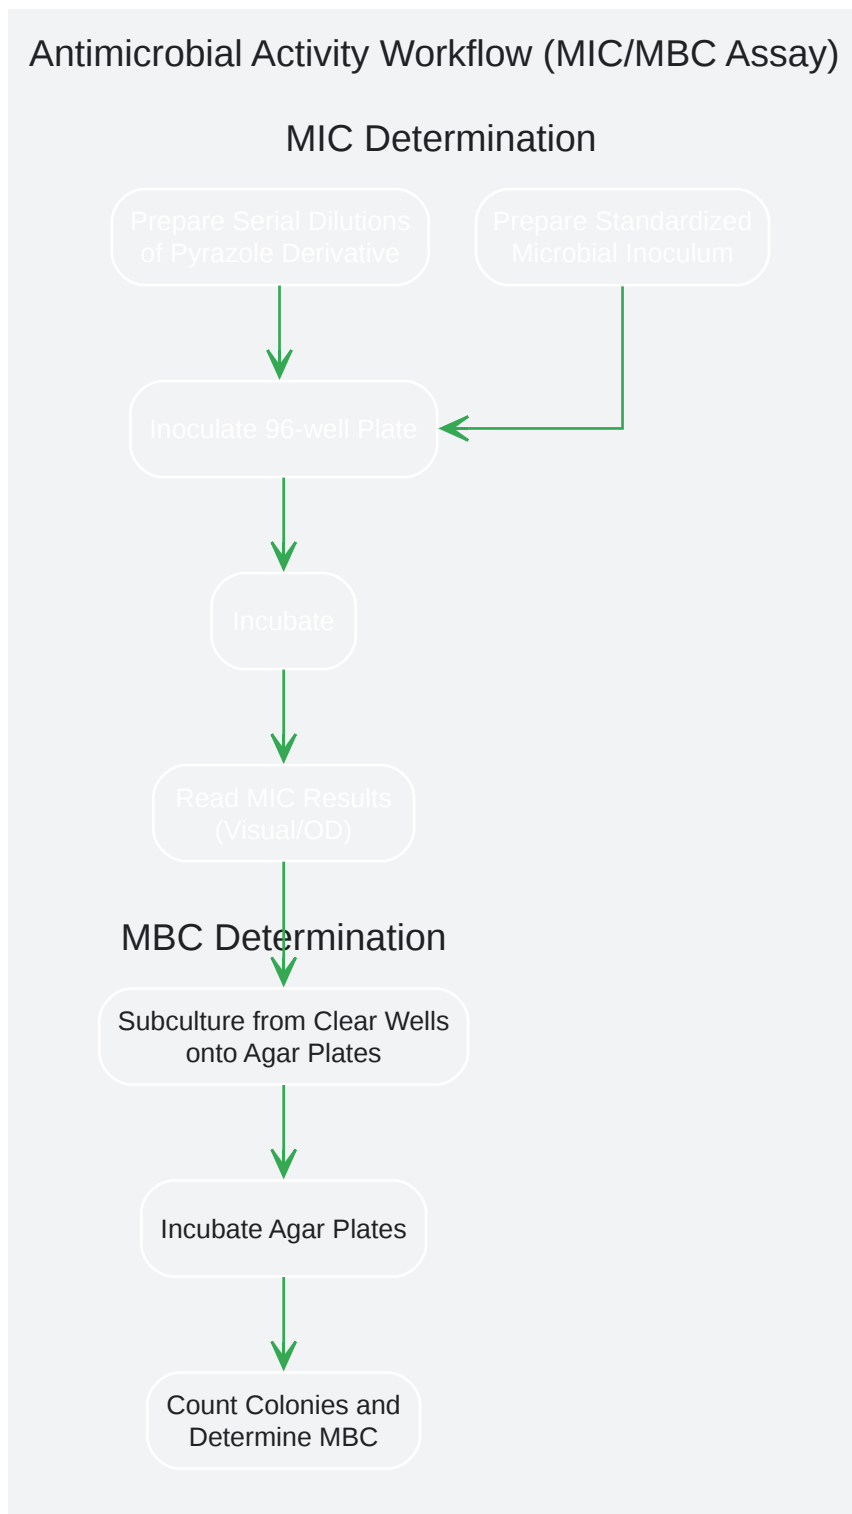 Antimicrobial Activity Workflow (MIC/MBC Assay)
MIC Determination
Prepare Serial Dilutions
of Pyrazole Derivative
Prepare Standardized
Microbial Inoculum
Inoculate 96-well Plate
Incubate
Read MIC Results
(Visual/OD)
MBC Determination
Subculture from Clear Wells
onto Agar Plates
Incubate Agar Plates
Count Colonies and
Determine MBC